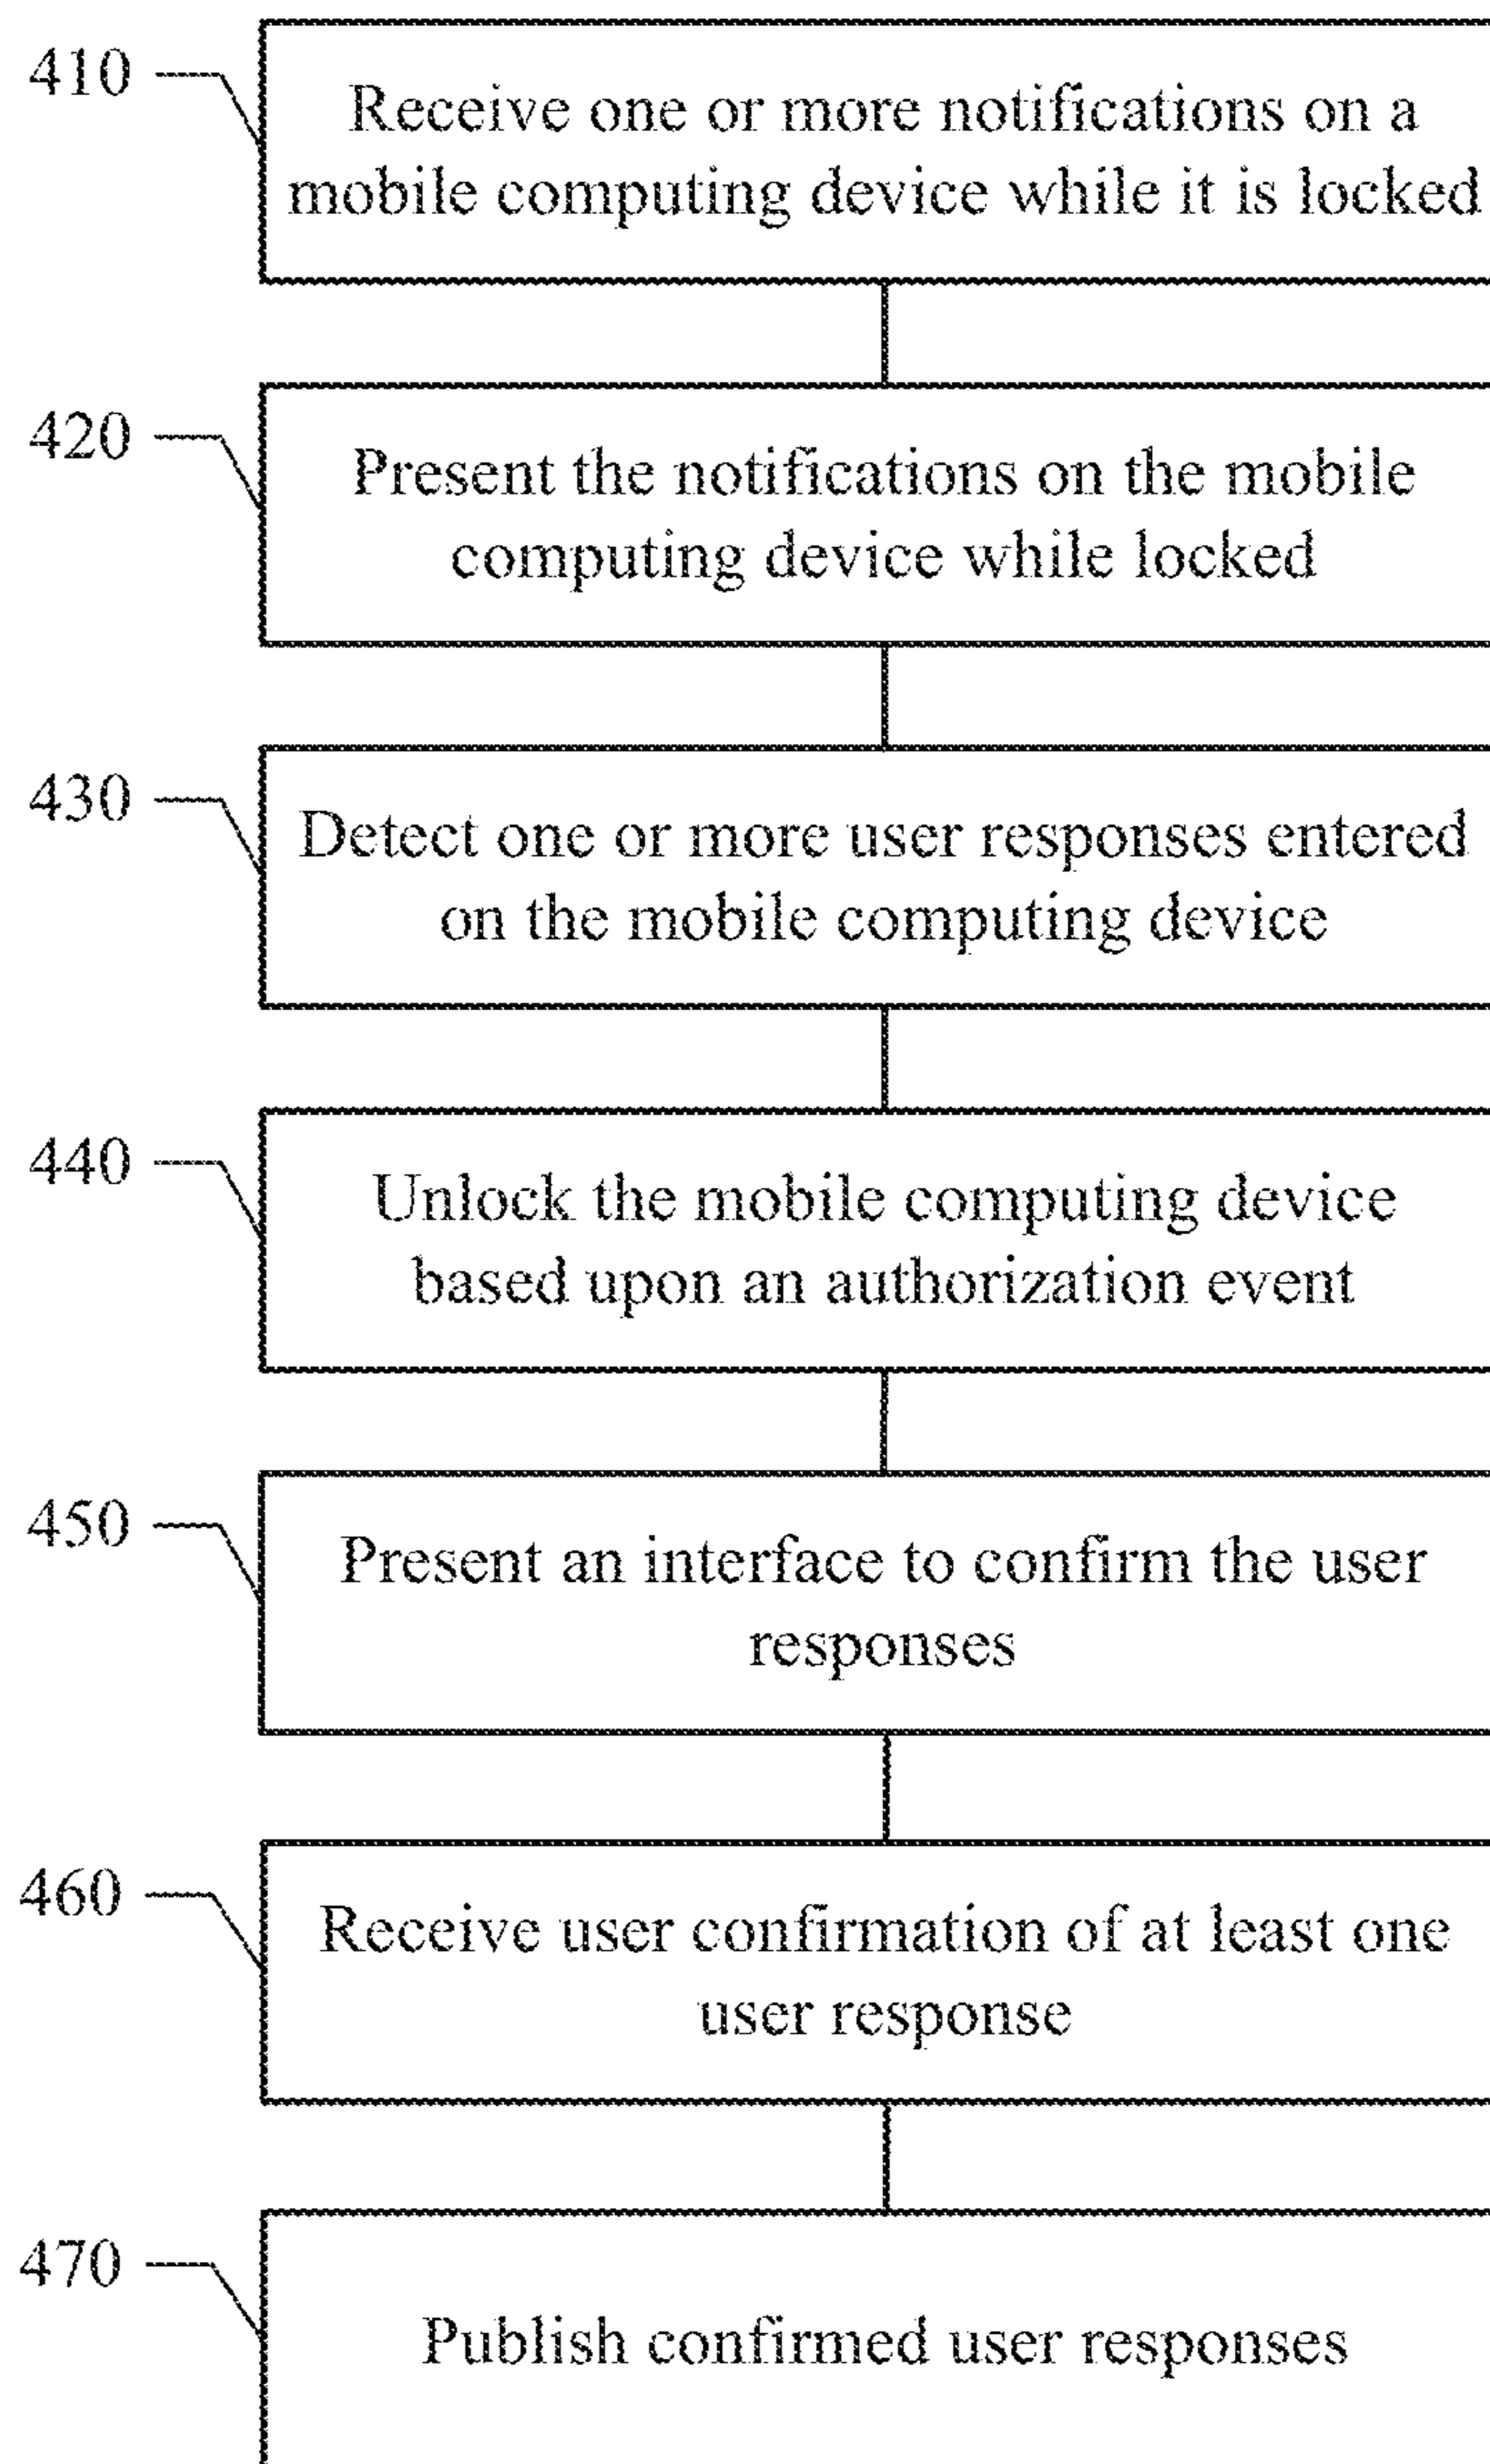 410
Receive one or more notifications on a
mobile computing device while it is locked
420
Present the notifications on the mobile
computing device while locked
430
Detect one or more user responses entered
on the mobile computing device
440
Unlock the mobile computing device
based upon an authorization event
450
Present an interface to confirm the user
responses
460
Receive user confirmation of at least one
user response
470
Publish confirmed user responses